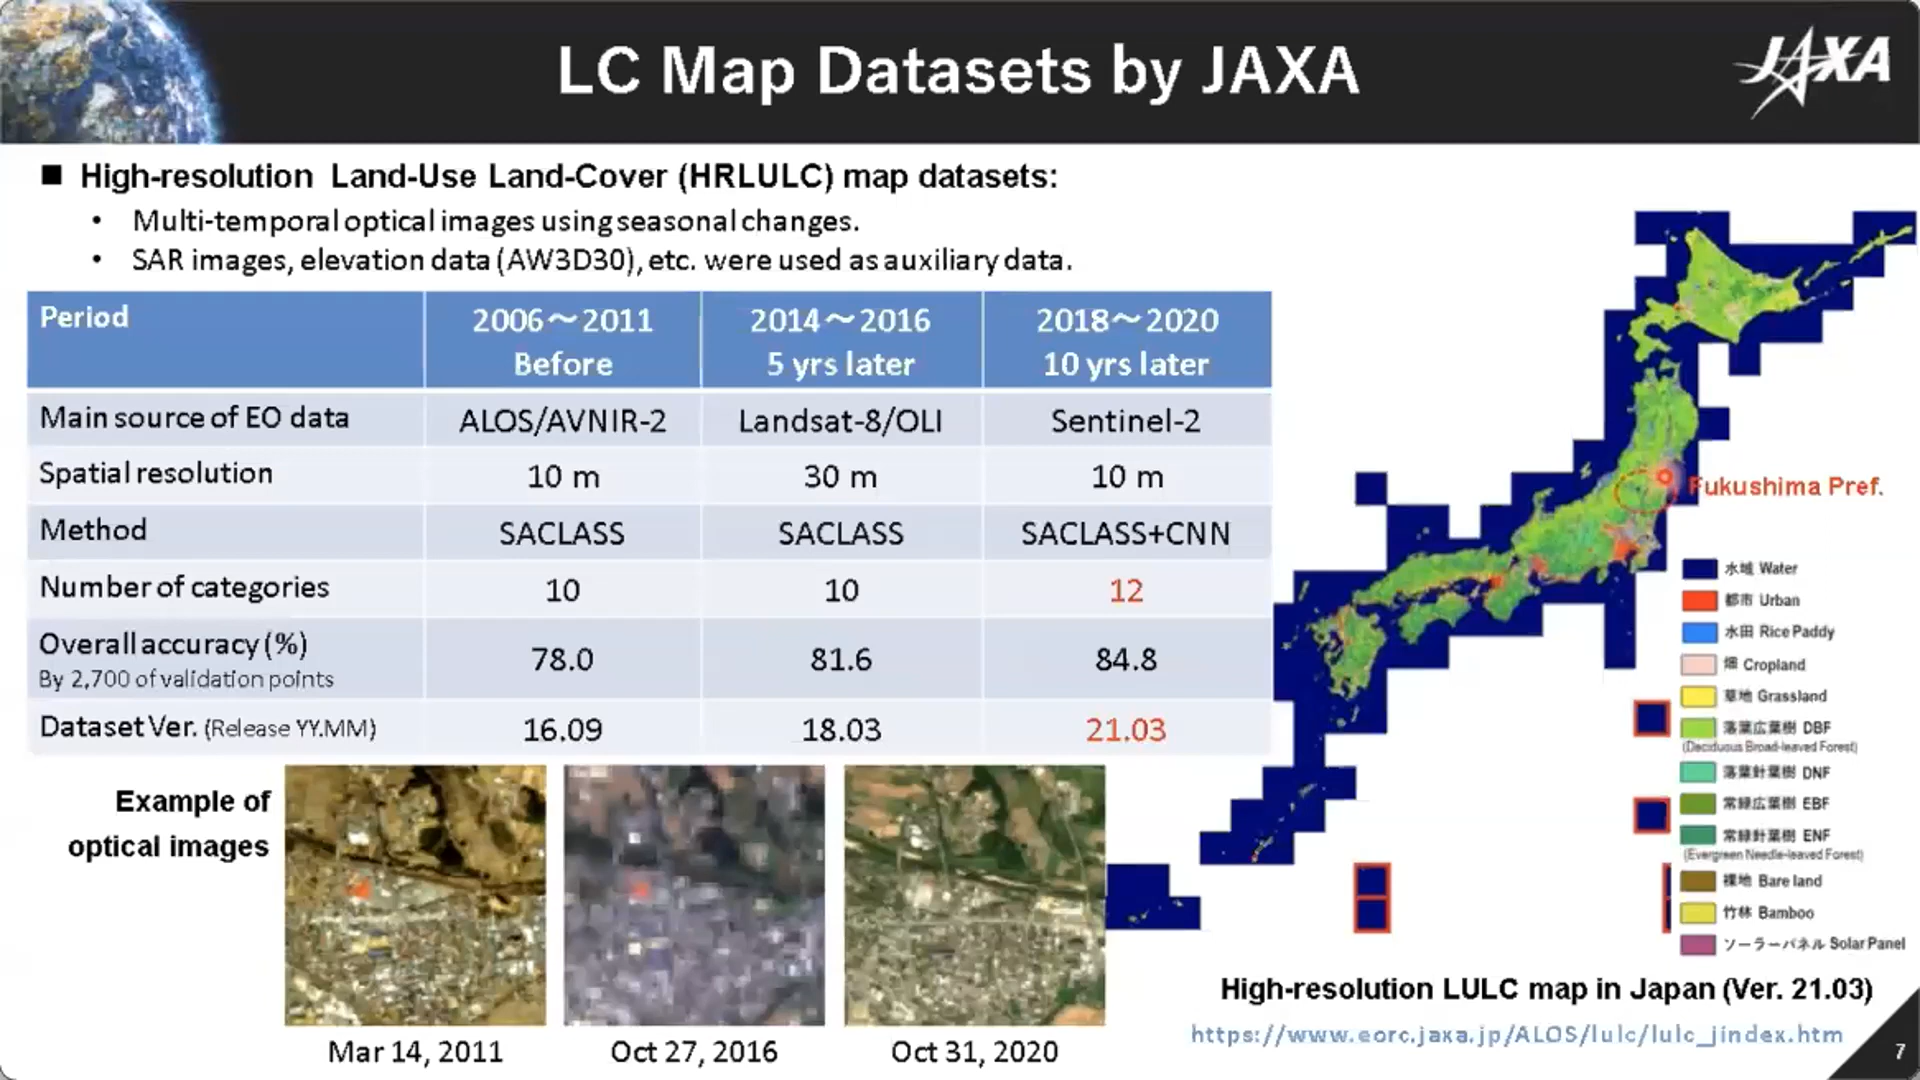 LC Map Datasets by JAXA
JAXA
■ High-resolution Land-Use Land-Cover (HRLULC) map datasets:
• Multi-temporal optical images using seasonal changes.
• SAR images, elevation data (AW3D30), etc. were used as auxiliary data.
Period 2006～2011 Before 2014～2016 5 yrs later 2018～2020 10 yrs later
Main source of EO data ALOS/AVNIR-2 Landsat-8/OLI Sentinel-2
Spatial resolution 10 m 30 m 10 m
Method SACLASS SACLASS SACLASS+CNN
Number of categories 10 10 12
Overall accuracy (%) 78.0 81.6 84.8
By 2,700 of validation points
Dataset Ver. (Release YY.MM) 16.09 18.03 21.03
Example of
optical images
Mar 14, 2011 Oct 27, 2016 Oct 31, 2020
Fukushima Pref.
水域 Water
都市 Urban
水田 Rice Paddy
畑 Cropland
草地 Grassland
落葉広葉樹 DBF
(Deciduous Broad-leaved Forest)
落葉針葉樹 DNF
常緑広葉樹 EBF
常緑針葉樹 ENF
(Evergreen Needle-leaved Forest)
裸地 Bare land
竹林 Bamboo
ソーラーパネル Solar Panel
High-resolution LULC map in Japan (Ver. 21.03)
https://www.eorc.jaxa.jp/ALOS/lulc/lulc_jindex.htm
7